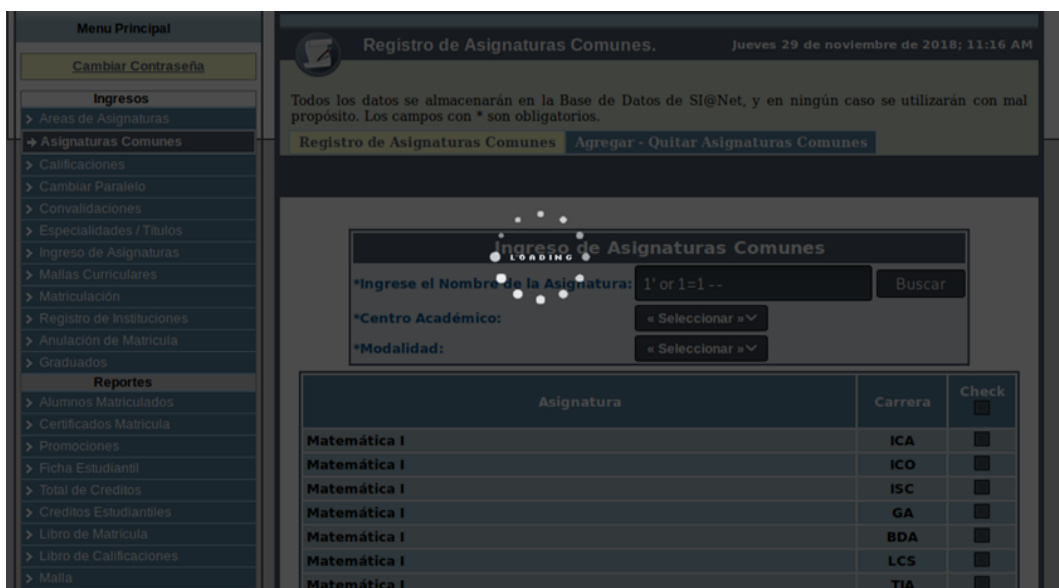 Menu Principal
Cambiar Contraseña
Ingresos
Areas de Asignaturas
Asignaturas Comunes
Calificaciones
Cambiar Paralelo
Convalidaciones
Especialidades / Titulos
Ingreso de Asignaturas
Mallas Curriculares
Matriculación
Registro de Instituciones
Anulación de Matricula
Graduados
Reportes
Alumnos Matriculados
Certificados Matricula
Promociones
Ficha Estudiantil
Total de Creditos
Creditos Estudiantiles
Libro de Matricula
Libro de Calificaciones
Malla
Registro de Asignaturas Comunes. Jueves 29 de noviembre de 2018; 11:16 AM
Todos los datos se almacenarán en la Base de Datos de SI@Net, y en ningún caso se utilizarán con mal
propósito. Los campos con * son obligatorios.
Registro de Asignaturas Comunes Agregar - Quitar Asignaturas Comunes
Ingreso de Asignaturas Comunes
LOADING
*Ingrese el Nombre de la Asignatura: 1' or 1=1 -- Buscar
*Centro Académico: « Seleccionar »
*Modalidad: « Seleccionar »
Asignatura Carrera Check
Matemática I ICA
Matemática I ICO
Matemática I ISC
Matemática I GA
Matemática I BDA
Matemática I LCS
Matemática I TIA